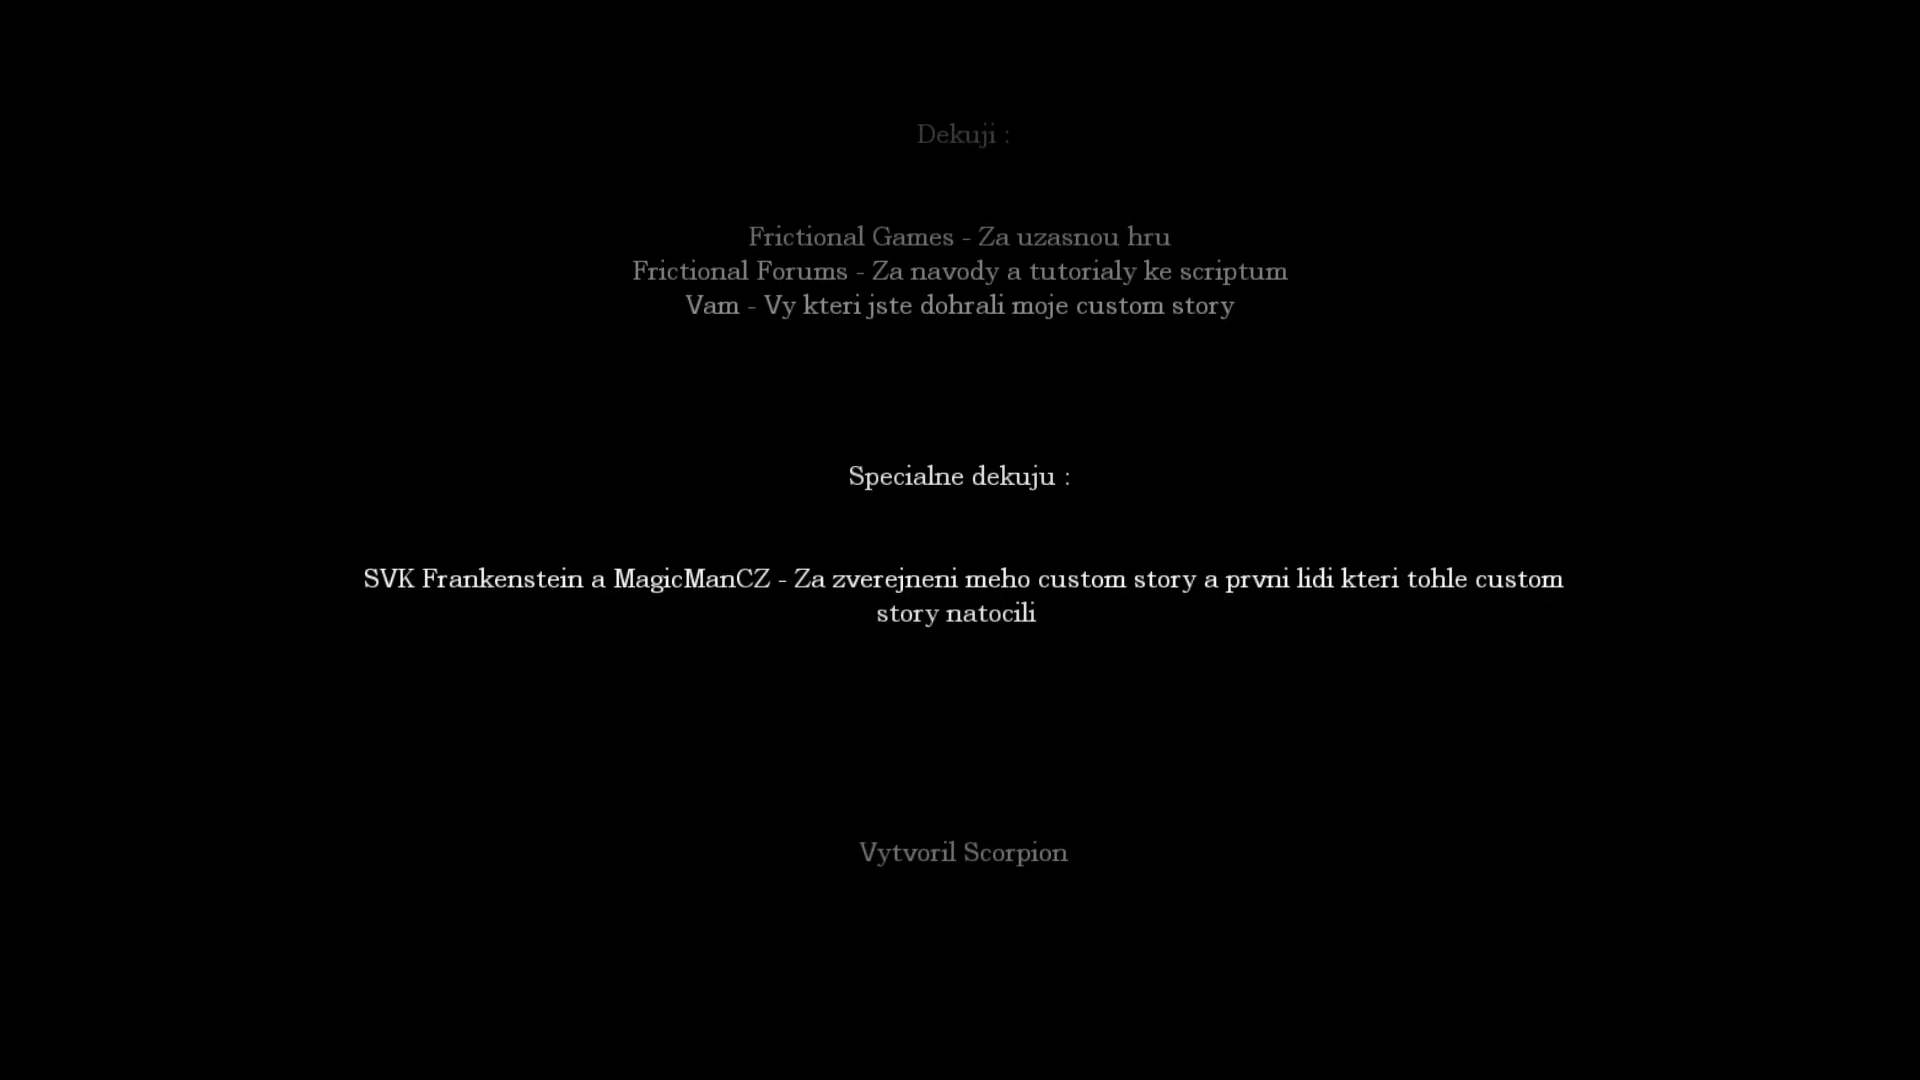 Dekuji :
Frictional Games - Za uzasnou hru
Frictional Forums - Za navody a tutorialy ke scriptum
Vam - Vy kteri jste dohrali moje custom story
Specialne dekuju :
SVK Frankenstein a MagicManCZ - Za zverejneni meho custom story a prvni lidi kteri tohle custom
story natocili
Vytvoril Scorpion